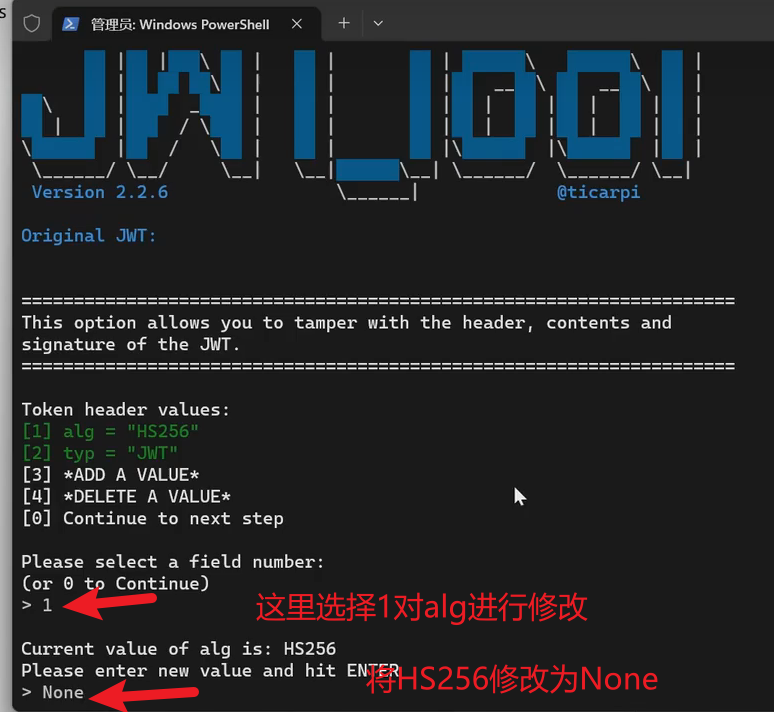 s
管理员: Windows PowerShell
JWT_Tool
Version 2.2.6 @ticarpi
Original JWT:
==================================================================
This option allows you to tamper with the header, contents and
signature of the JWT.
==================================================================
Token header values:
[1] alg = "HS256"
[2] typ = "JWT"
[3] *ADD A VALUE*
[4] *DELETE A VALUE*
[0] Continue to next step
Please select a field number:
(or 0 to Continue)
> 1
这里选择1对alg进行修改
Current value of alg is: HS256
Please enter new value and hit ENTER
将HS256修改为None
> None